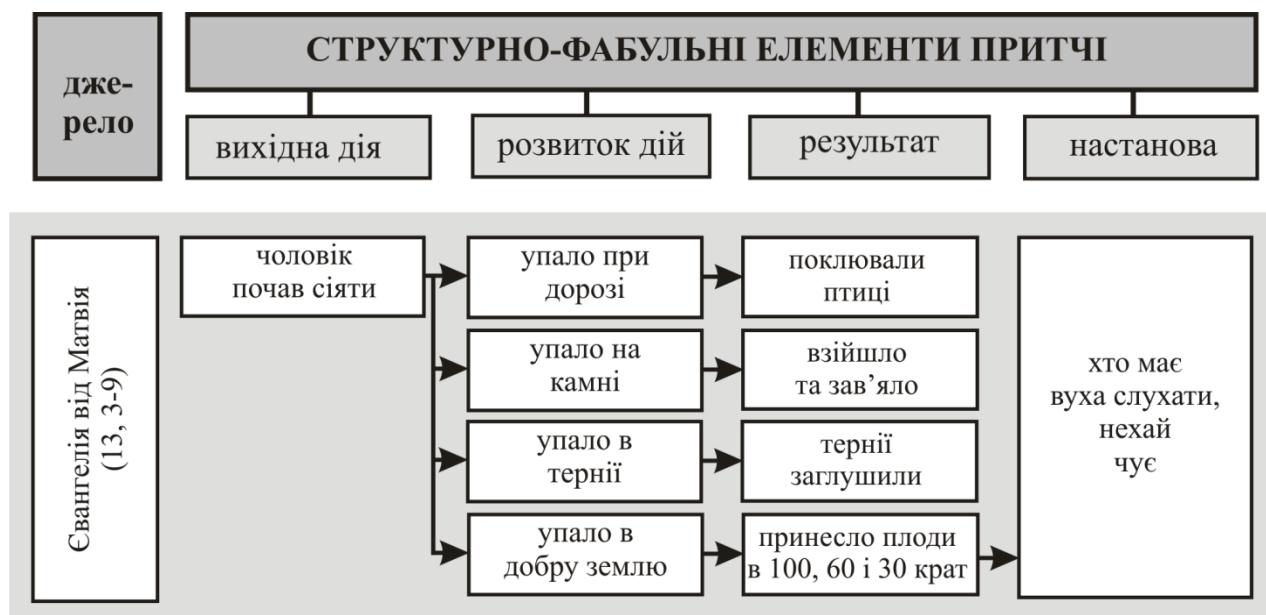 дже-
рело
СТРУКТУРНО-ФАБУЛЬНІ ЕЛЕМЕНТИ ПРИТЧІ
вихідна дія
розвиток дій
результат
настанова
Євангелія від Матвія
(13, 3-9)
чоловік
почав сіяти
упало при
дорозі
поклювали
птиці
упало на
камні
взійшло
та зав’яло
упало в
тернії
тернії
заглушили
упало в
добру землю
принесло плоди
в 100, 60 і 30 крат
хто має
вуха слухати,
нехай
чує